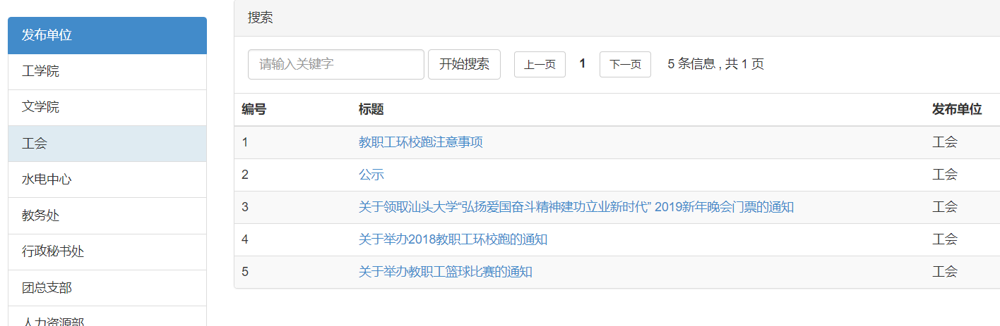 发布单位
工学院
文学院
工会
水电中心
教务处
行政秘书处
团总支部
人力资源部
搜索
请输入关键字 开始搜索 上一页 1 下一页 5 条信息 , 共 1 页
编号 标题 发布单位
1 教职工环校跑注意事项 工会
2 公示 工会
3 关于领取汕头大学“弘扬爱国奋斗精神建功立业新时代” 2019新年晚会门票的通知 工会
4 关于举办2018教职工环校跑的通知 工会
5 关于举办教职工篮球比赛的通知 工会